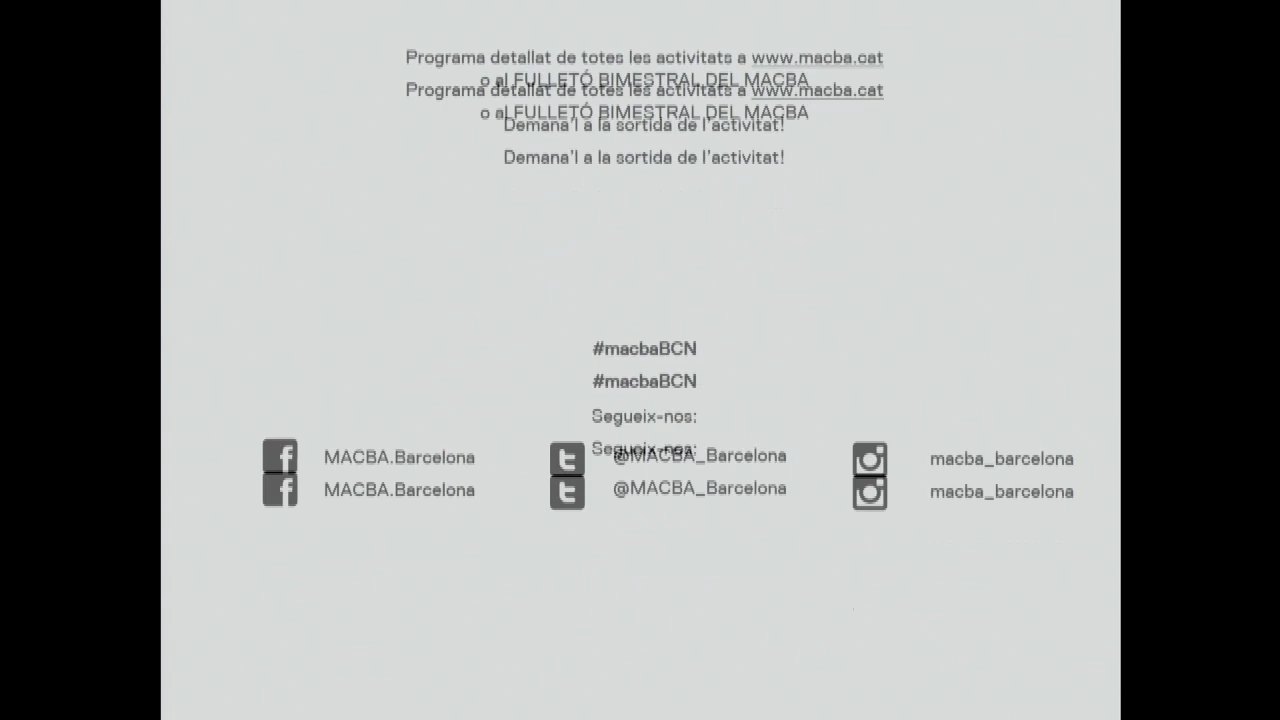 Programa detallat de totes les activitats a www.macba.cat
o al FULLETÓ BIMESTRAL DEL MACBA
Programa detallat de totes les activitats a www.macba.cat
o al FULLETÓ BIMESTRAL DEL MACBA
Demana'l a la sortida de l'activitat!
Demana'l a la sortida de l'activitat!
#macbaBCN
#macbaBCN
Segueix-nos:
Segueix-nos:
MACBA.Barcelona @MACBA_Barcelona macba_barcelona
MACBA.Barcelona @MACBA_Barcelona macba_barcelona